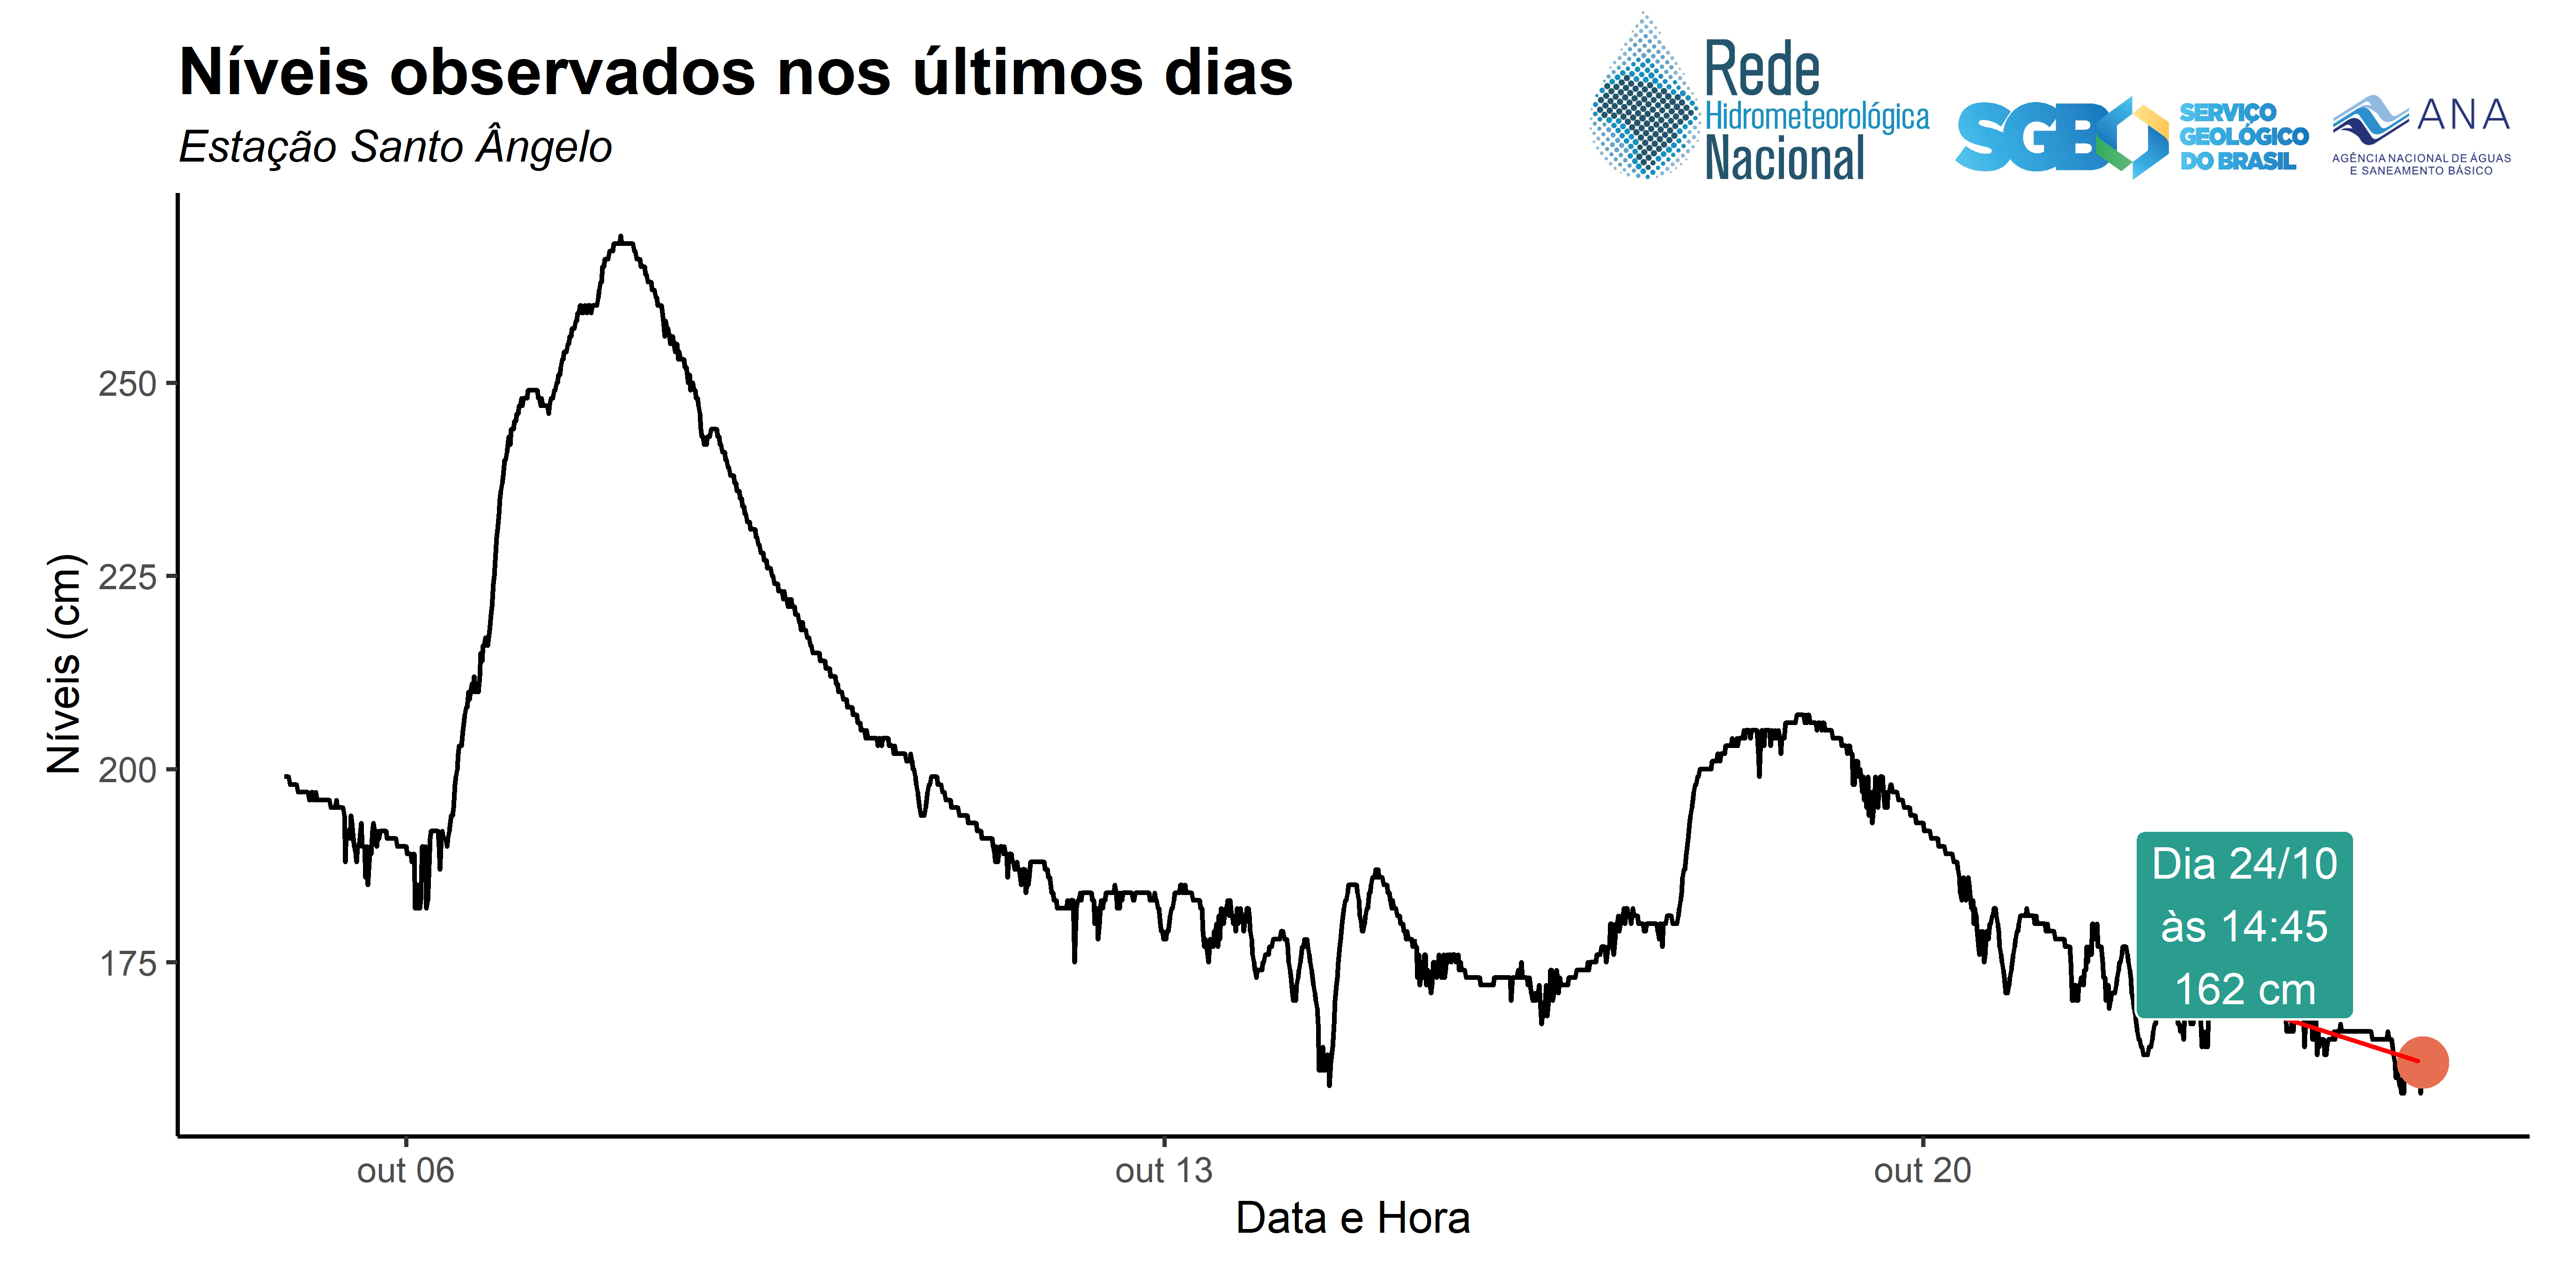 Níveis observados nos últimos dias
Estação Santo Ângelo
Rede
Hidrometeorológica
Nacional
SGB
SERVIÇO
GEOLÓGICO
DO BRASIL
ANA
AGÊNCIA NACIONAL DE ÁGUAS
E SANEAMENTO BÁSICO
Níveis (cm)
250
225
200
175
Dia 24/10
às 14:45
162 cm
out 06
out 13
out 20
Data e Hora